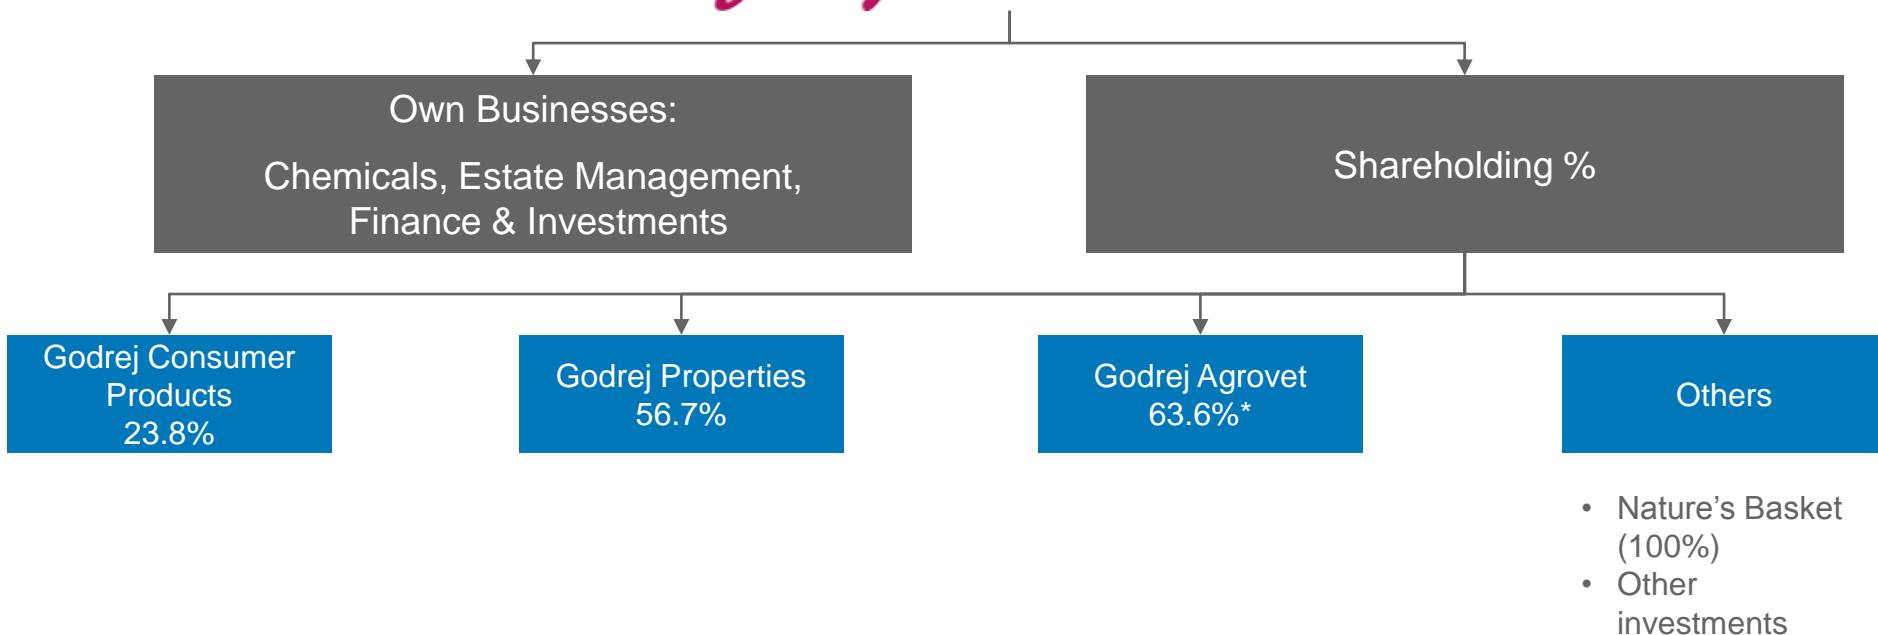 Own Businesses:
Chemicals, Estate Management,
Finance & Investments
Shareholding %
Godrej Consumer
Products
23.8%
Godrej Properties
56.7%
Godrej Agrovet
63.6%*
Others
• Nature’s Basket
(100%)
• Other
investments